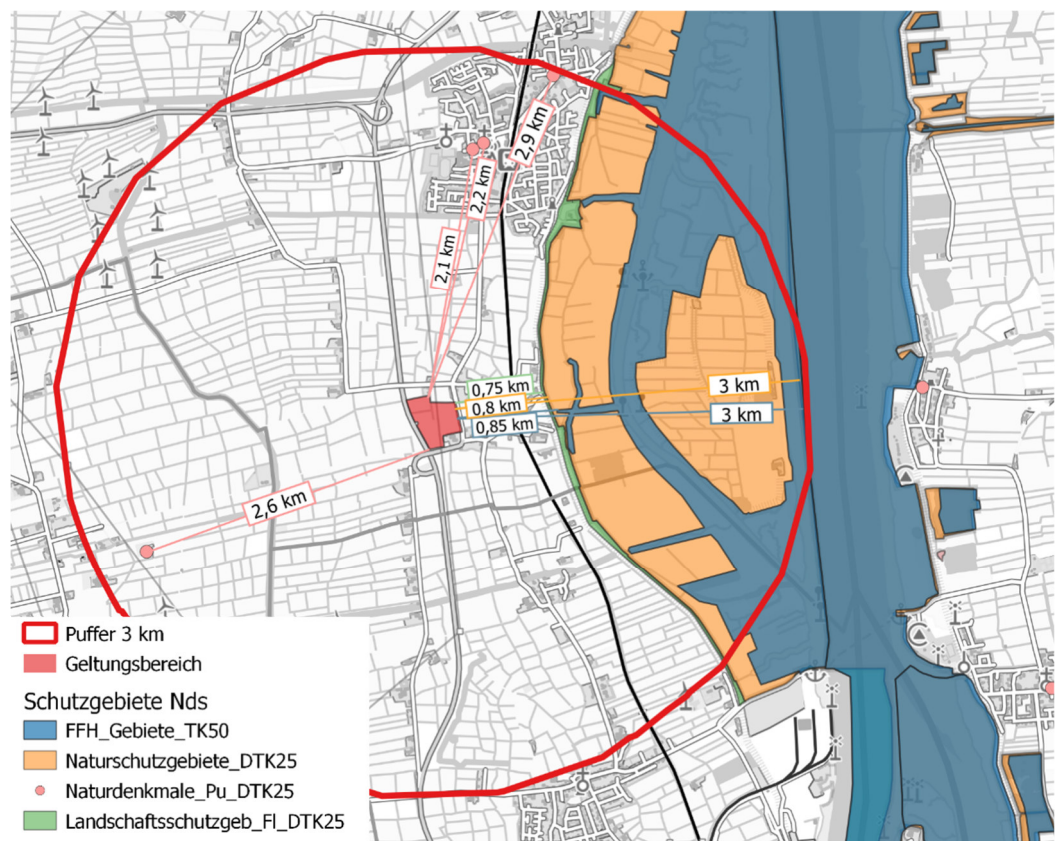 2,9 km
2,2 km
2,1 km
0,75 km
0,8 km
0,85 km
3 km
3 km
2,6 km
Puffer 3 km
Geltungsbereich
Schutzgebiete Nds
FFH_Gebiete_TK50
Naturschutzgebiete_DTK25
Naturdenkmale_Pu_DTK25
Landschaftsschutzgeb_Fl_DTK25